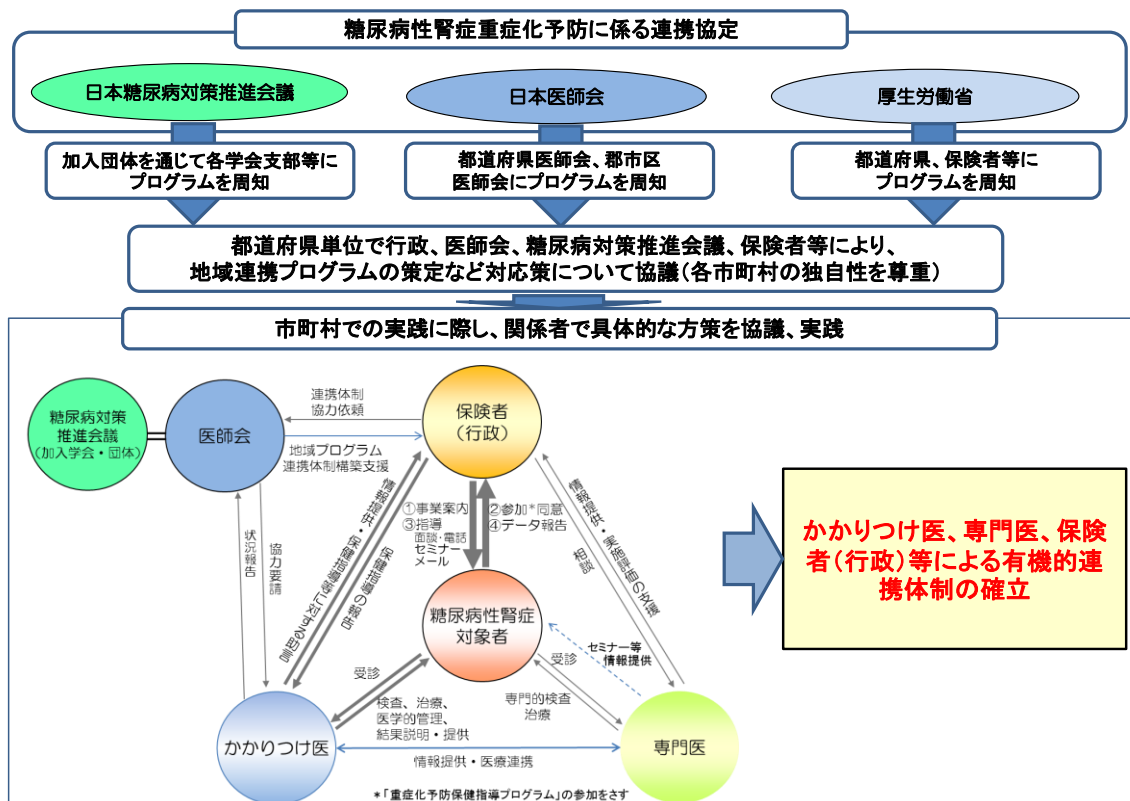 糖尿病性腎症重症化予防に係る連携協定
日本糖尿病対策推進会議
日本医師会
厚生労働省
加入団体を通じて各学会支部等に
プログラムを周知
都道府県医師会、郡市区
医師会にプログラムを周知
都道府県、保険者等に
プログラムを周知
都道府県単位で行政、医師会、糖尿病対策推進会議、保険者等により、
地域連携プログラムの策定など対応策について協議（各市町村の独自性を尊重）
市町村での実践に際し、関係者で具体的な方策を協議、実践
糖尿病対策
推進会議
（加入学会・団体）
医師会
連携体制
協力依頼
地域プログラム
連携体制構築支援
保険者
（行政）
状況報告
協力要請
情報提供・保健指導等に対する助言
保健指導の報告
①事業案内
③指導
面談・電話
セミナー
メール
②参加*同意
④データ報告
情報提供・実施評価の支援
相談
糖尿病性腎症
対象者
セミナー等
情報提供
受診
検査、治療、
医学的管理、
結果説明・提供
受診
専門的検査
治療
かかりつけ医
情報提供・医療連携
専門医
*「重症化予防保健指導プログラム」の参加をさす
かかりつけ医、専門医、保険
者（行政）等による有機的連
携体制の確立